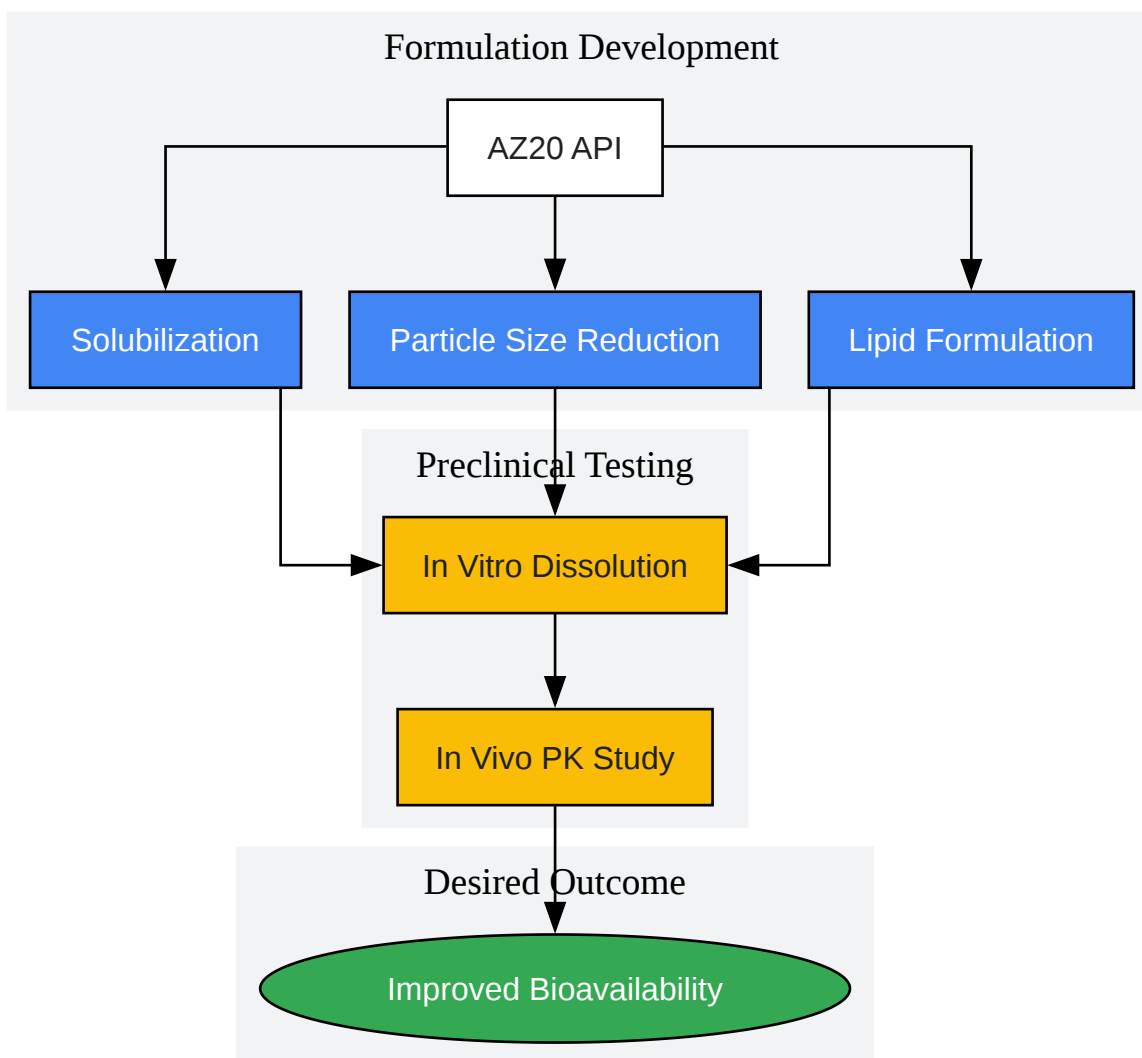 Formulation Development
AZ20 API
Solubilization
Particle Size Reduction
Lipid Formulation
Preclinical Testing
In Vitro Dissolution
In Vivo PK Study
Desired Outcome
Improved Bioavailability